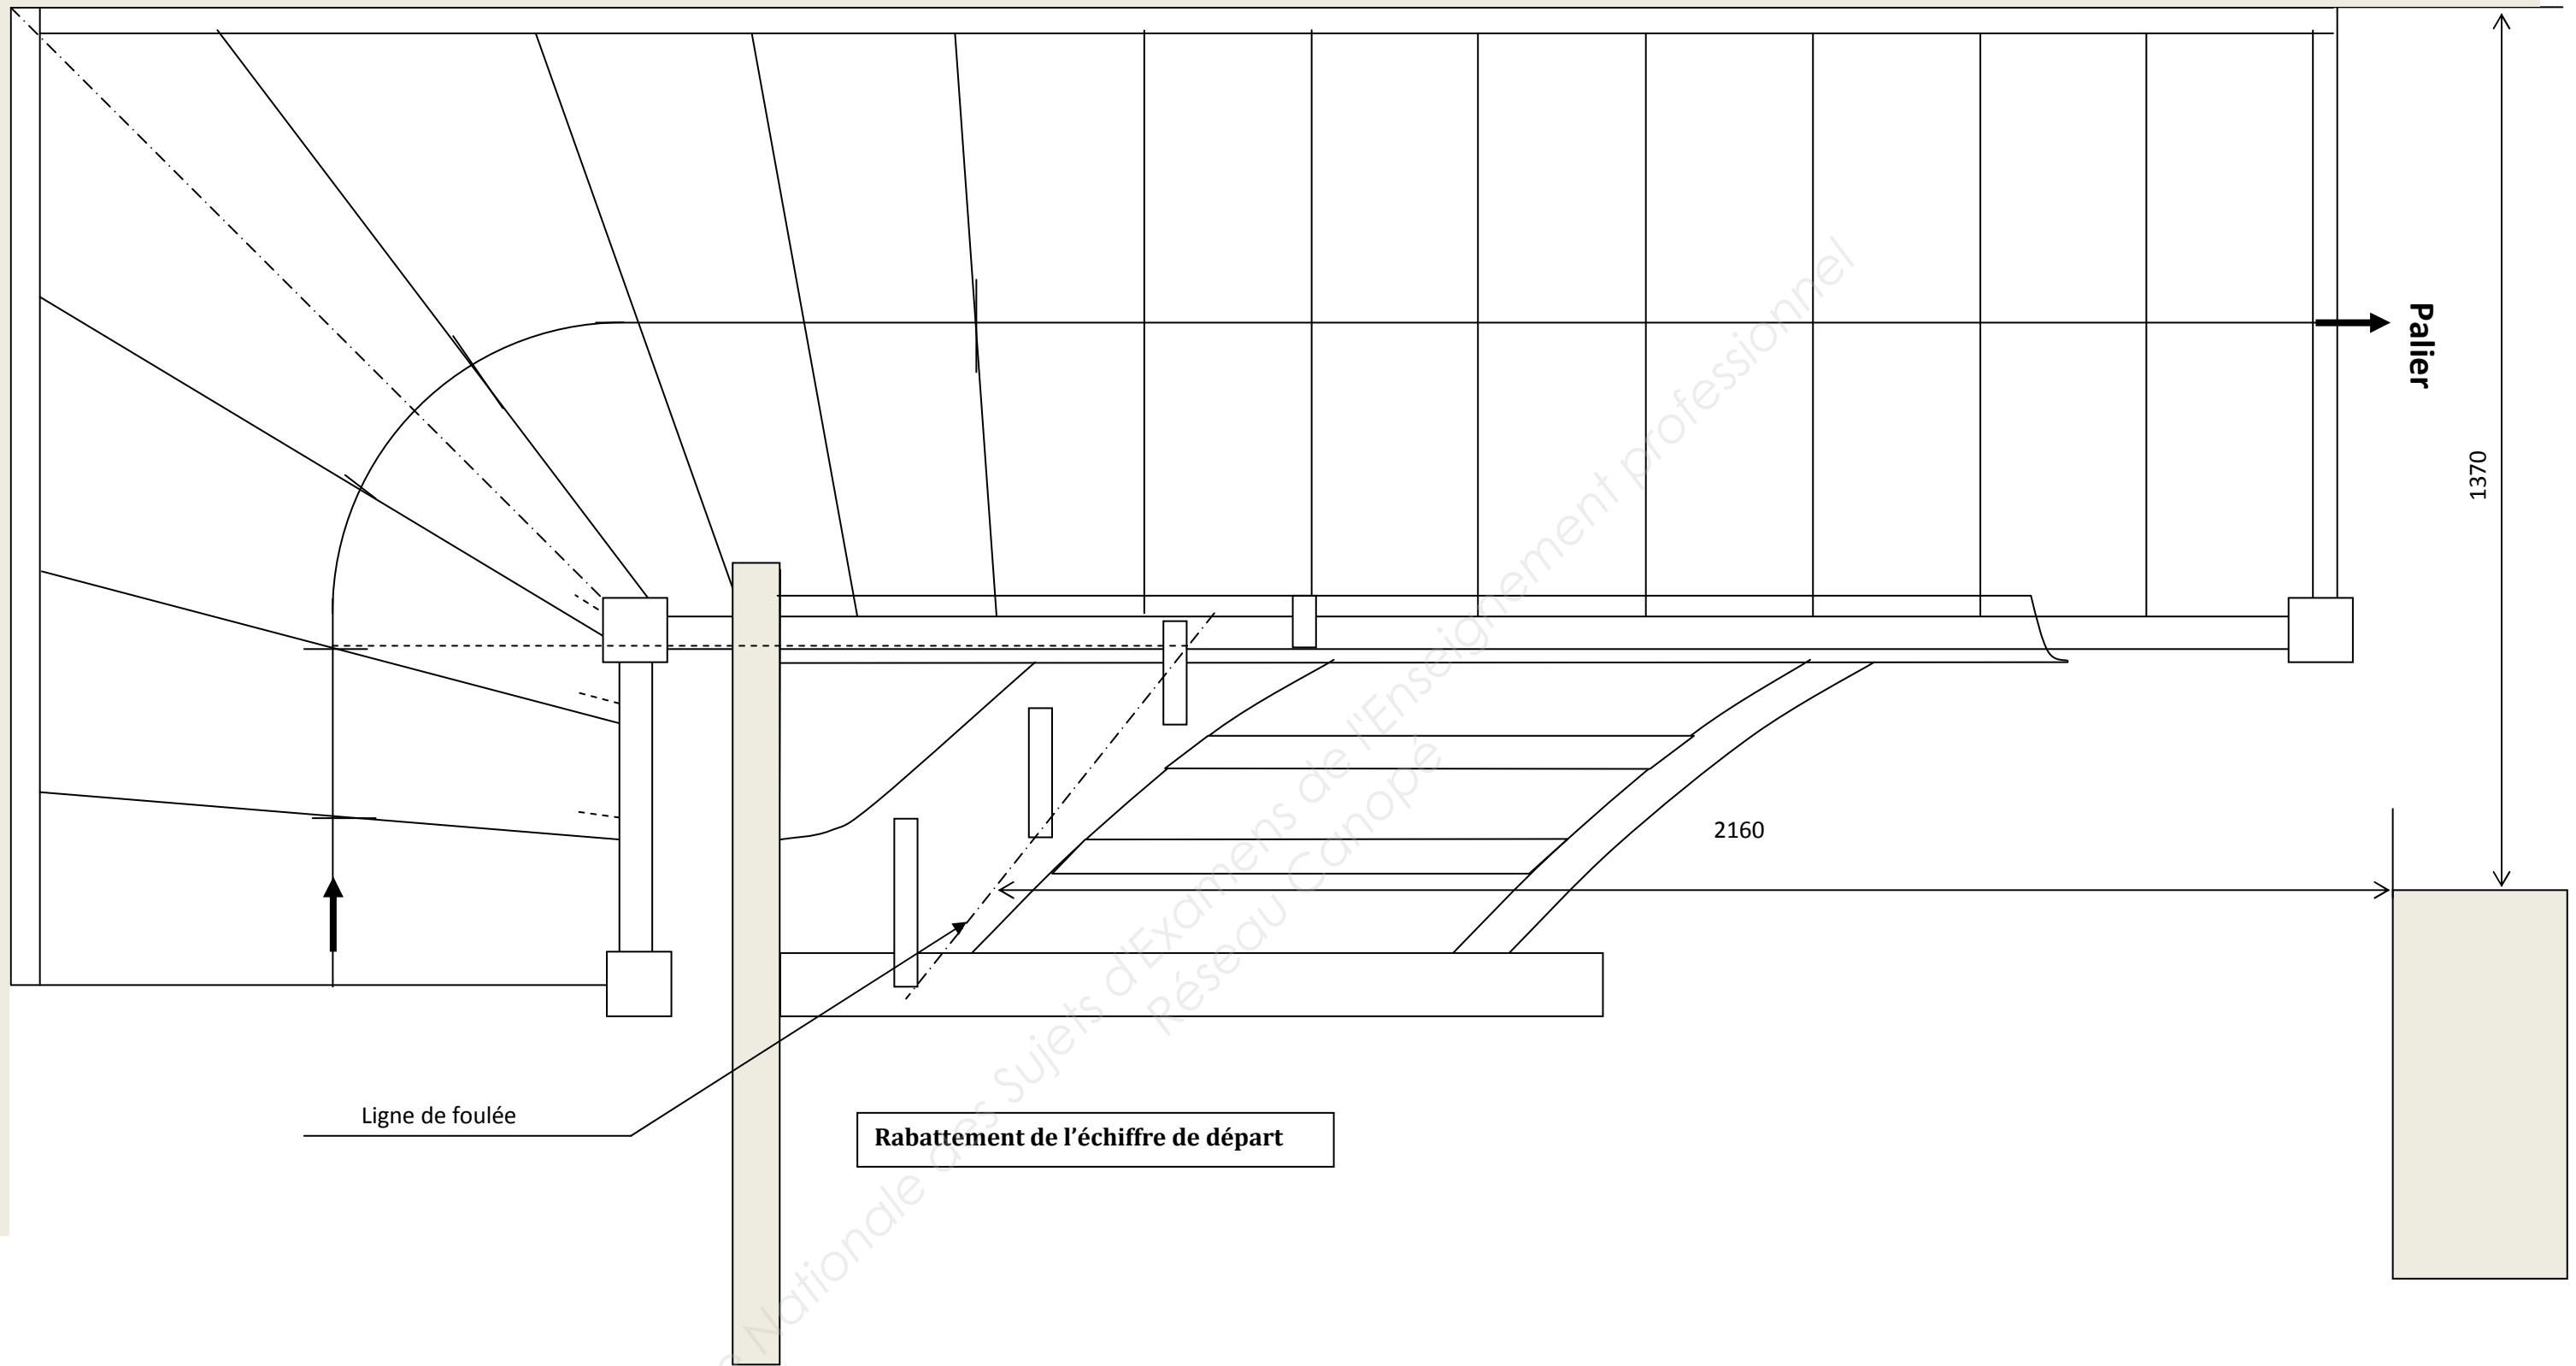 Palier
1370
2160
Ligne de foulée
Rabattement de l'échiffre de départ
Nationale des Sujets d'Examens de l'Enseignement professionnel
Réseau Canopé